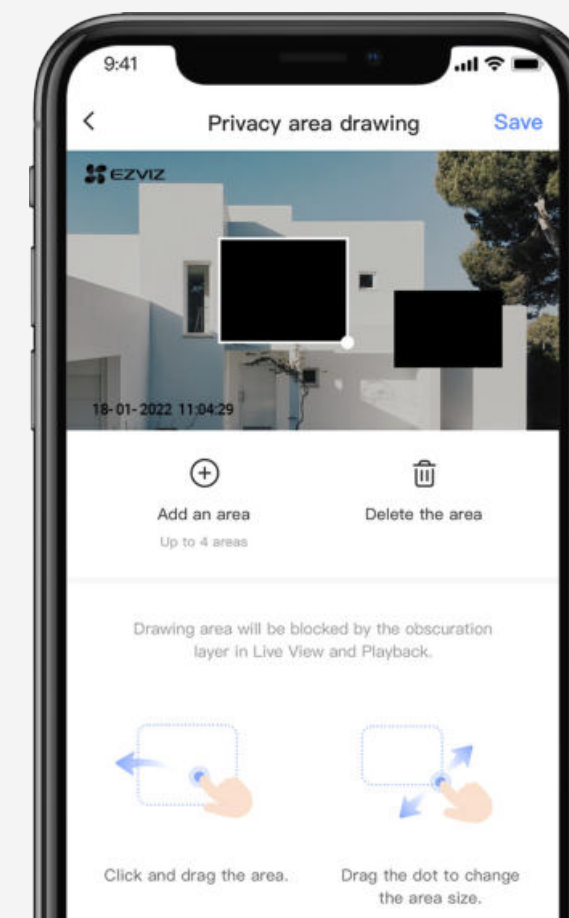 9:41
Privacy area drawing
Save
EZVIZ
18-01-2022 11:04:29
Add an area
Delete the area
Up to 4 areas
Drawing area will be blocked by the obscuration
layer in Live View and Playback.
Click and drag the area.
Drag the dot to change
the area size.